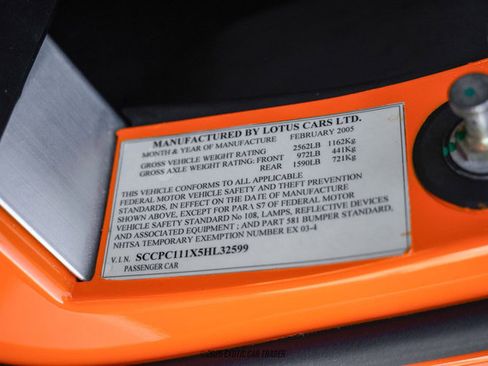 MANUFACTURED BY LOTUS CARS LTD.
MONTH & YEAR OF MANUFACTURE FEBRUARY 2005
GROSS VEHICLE WEIGHT RATING 2562LB 1162Kg
GROSS AXLE WEIGHT RATING: FRONT 972LB 441Kg
REAR 1590LB 721Kg
THIS VEHICLE CONFORMS TO ALL APPLICABLE
FEDERAL MOTOR VEHICLE SAFETY AND THEFT PREVENTION
STANDARDS, IN EFFECT ON THE DATE OF MANUFACTURE
SHOWN ABOVE, EXCEPT FOR PARA S7 OF FEDERAL MOTOR
VEHICLE SAFETY STANDARD No 108, LAMPS, REFLECTIVE DEVICES
AND ASSOCIATED EQUIPMENT ; AND PART 581 BUMPER STANDARD,
NHTSA TEMPORARY EXEMPTION NUMBER EX 03-4
V.I.N. SCCPC111X5HL32599
PASSENGER CAR
EXOTIC CAR TRADER